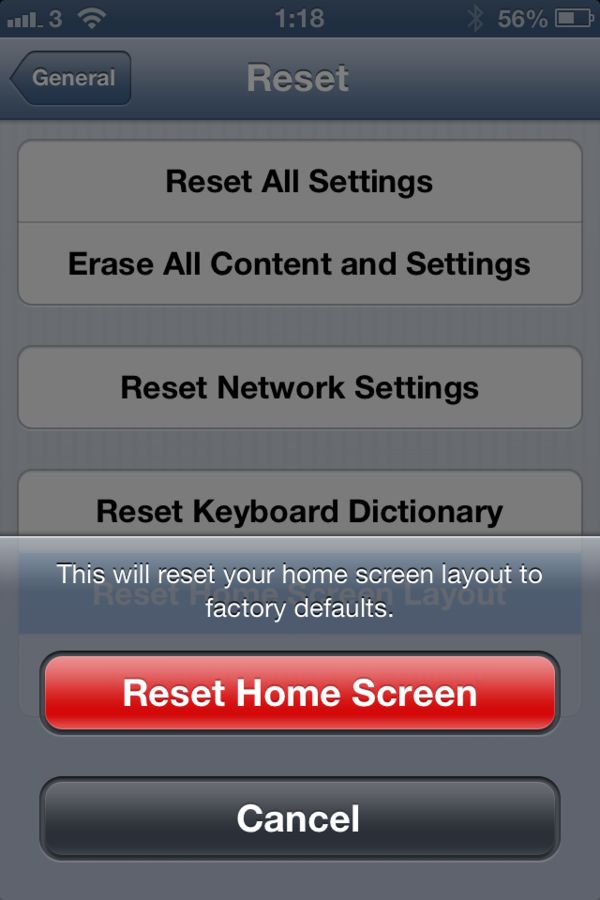 3 1:18 56%
General Reset
Reset All Settings
Erase All Content and Settings
Reset Network Settings
Reset Keyboard Dictionary
Reset Home Screen Layout
This will reset your home screen layout to
factory defaults.
Reset Home Screen
Cancel